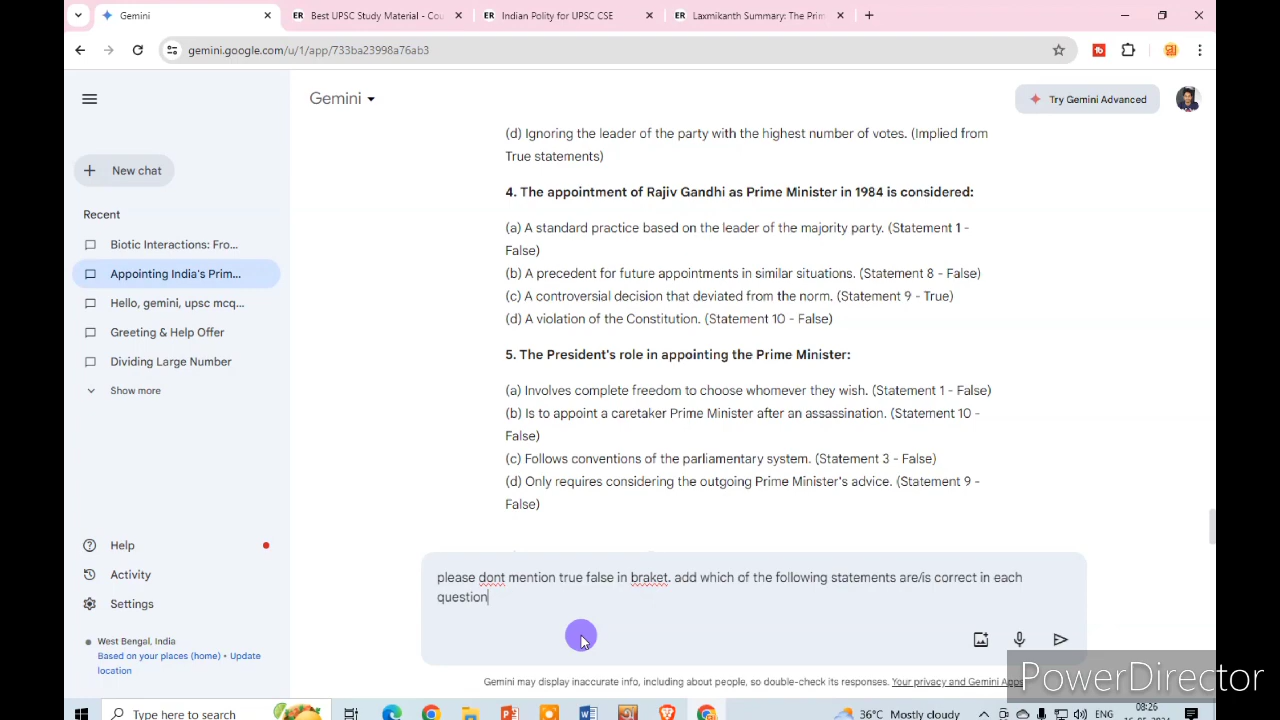 Gemini
Best UPSC Study Material - Cou
Indian Polity for UPSC CSE
Laxmikanth Summary: The Prim
gemini.google.com/u/1/app/733ba23998a76ab3
Gemini
Try Gemini Advanced
New chat
Recent
Biotic Interactions: Fro...
Appointing India's Prim...
Hello, gemini, upsc mcq...
Greeting & Help Offer
Dividing Large Number
Show more
Help
Activity
Settings
West Bengal, India
Based on your places (home) • Update
location
(d) Ignoring the leader of the party with the highest number of votes. (Implied from
True statements)
4. The appointment of Rajiv Gandhi as Prime Minister in 1984 is considered:
(a) A standard practice based on the leader of the majority party. (Statement 1 -
False)
(b) A precedent for future appointments in similar situations. (Statement 8 - False)
(c) A controversial decision that deviated from the norm. (Statement 9 - True)
(d) A violation of the Constitution. (Statement 10 - False)
5. The President's role in appointing the Prime Minister:
(a) Involves complete freedom to choose whomever they wish. (Statement 1 - False)
(b) Is to appoint a caretaker Prime Minister after an assassination. (Statement 10 -
False)
(c) Follows conventions of the parliamentary system. (Statement 3 - False)
(d) Only requires considering the outgoing Prime Minister's advice. (Statement 9 -
False)
please dont mention true false in braket. add which of the following statements are/is correct in each
question
Gemini may display inaccurate info, including about people, so double-check its responses. Your privacy and Gemini Apps
PowerDirector
Type here to search
36°C Mostly cloudy
ENG
08:26